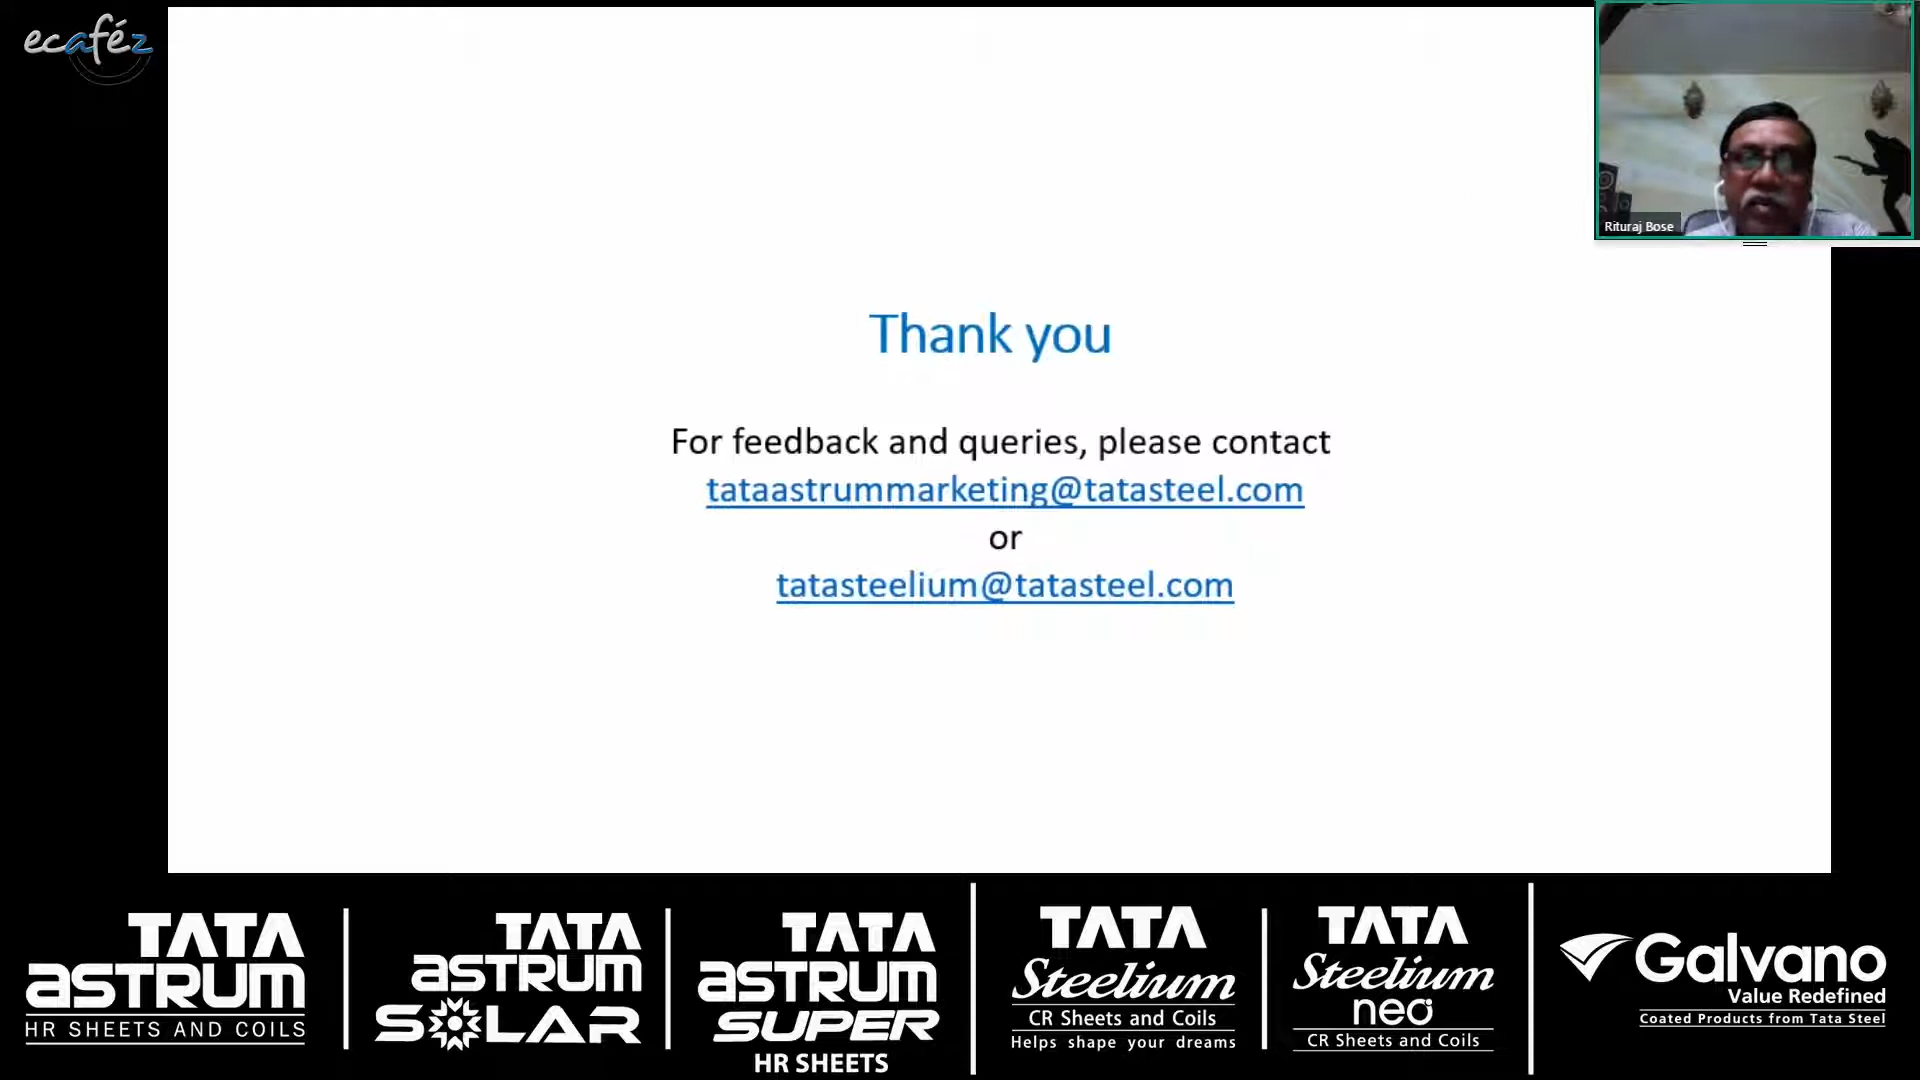 ecaféz
Rituraj Bose
Thank you
For feedback and queries, please contact
tataastrummarketing@tatasteel.com
or
tatasteelium@tatasteel.com
TATA
ASTRUM
HR SHEETS AND COILS
TATA
ASTRUM
SOLAR
TATA
ASTRUM
SUPER
HR SHEETS
TATA
Steelium
CR Sheets and Coils
Helps shape your dreams
TATA
Steelium
neo
CR Sheets and Coils
Galvano
Value Redefined
Coated Products from Tata Steel